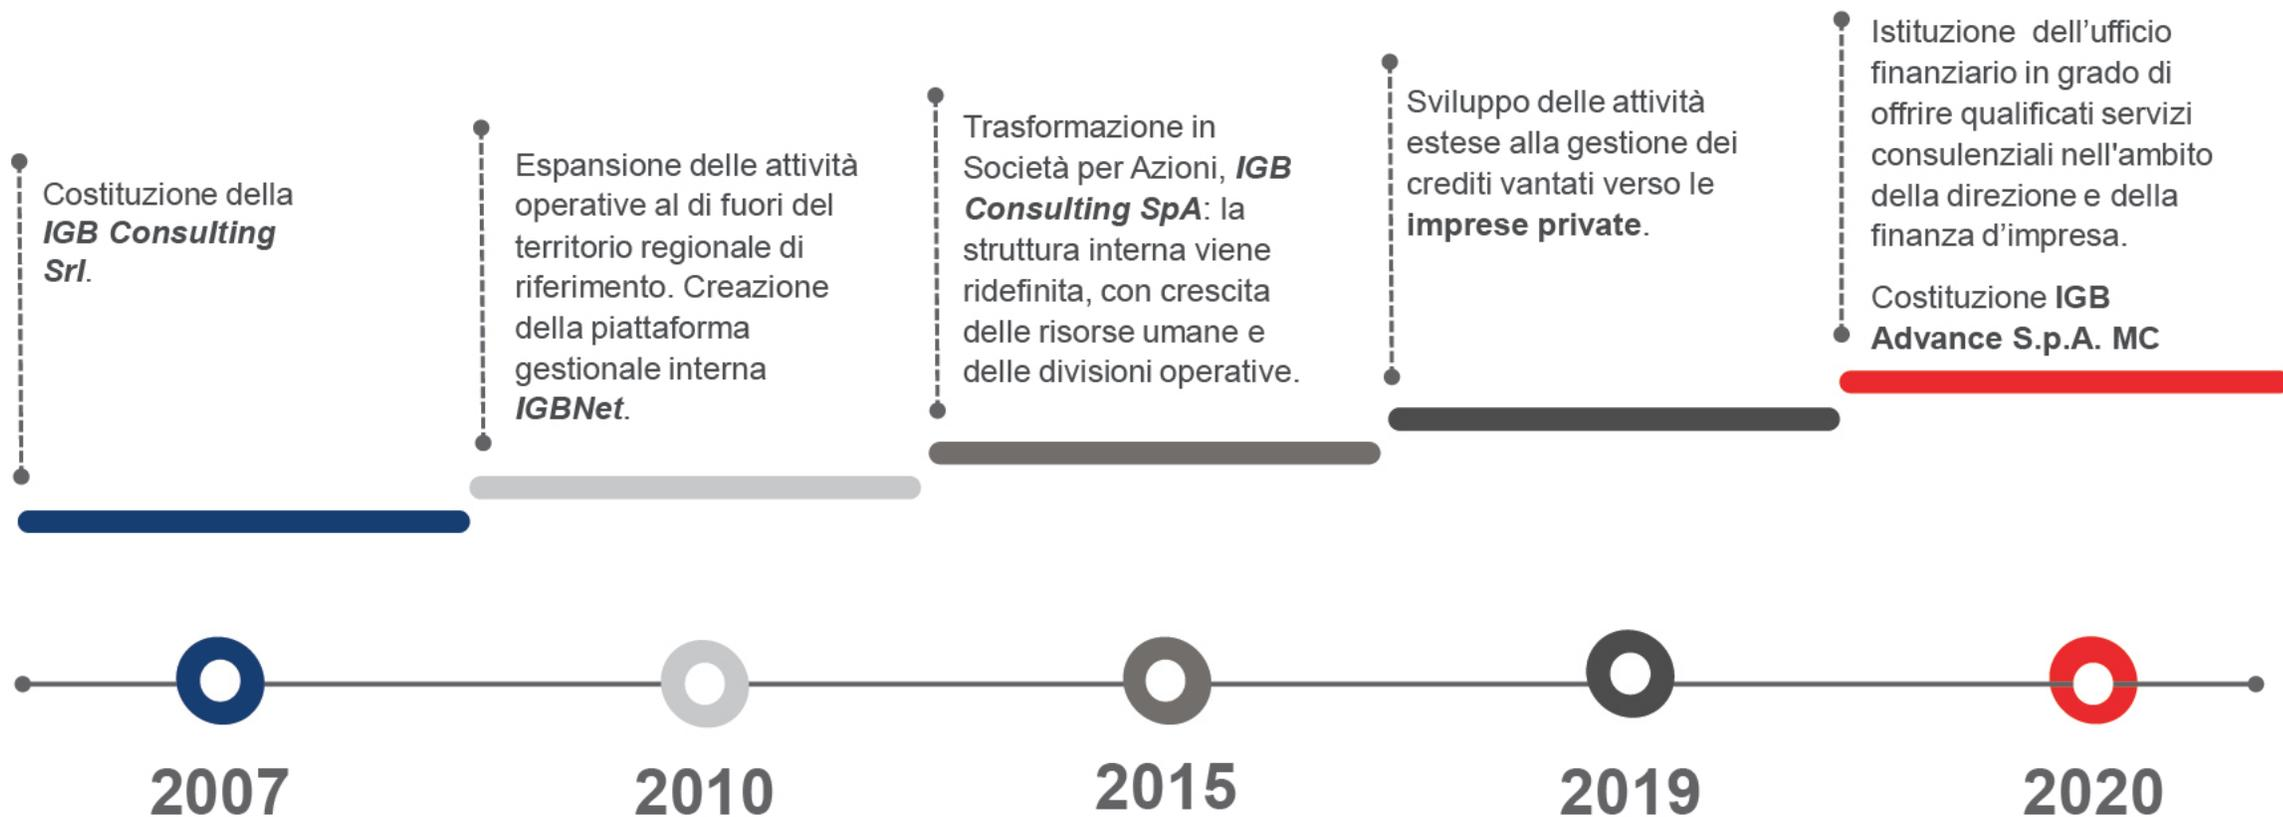 Costituzione della
IGB Consulting
Srl.
Espansione delle attività
operative al di fuori del
territorio regionale di
riferimento. Creazione
della piattaforma
gestionale interna
IGBNet.
Trasformazione in
Società per Azioni, IGB
Consulting SpA: la
struttura interna viene
ridefinita, con crescita
delle risorse umane e
delle divisioni operative.
Sviluppo delle attività
estese alla gestione dei
crediti vantati verso le
imprese private.
Istituzione dell’ufficio
finanziario in grado di
offrire qualificati servizi
consulenziali nell'ambito
della direzione e della
finanza d’impresa.
Costituzione IGB
Advance S.p.A. MC
2007
2010
2015
2019
2020